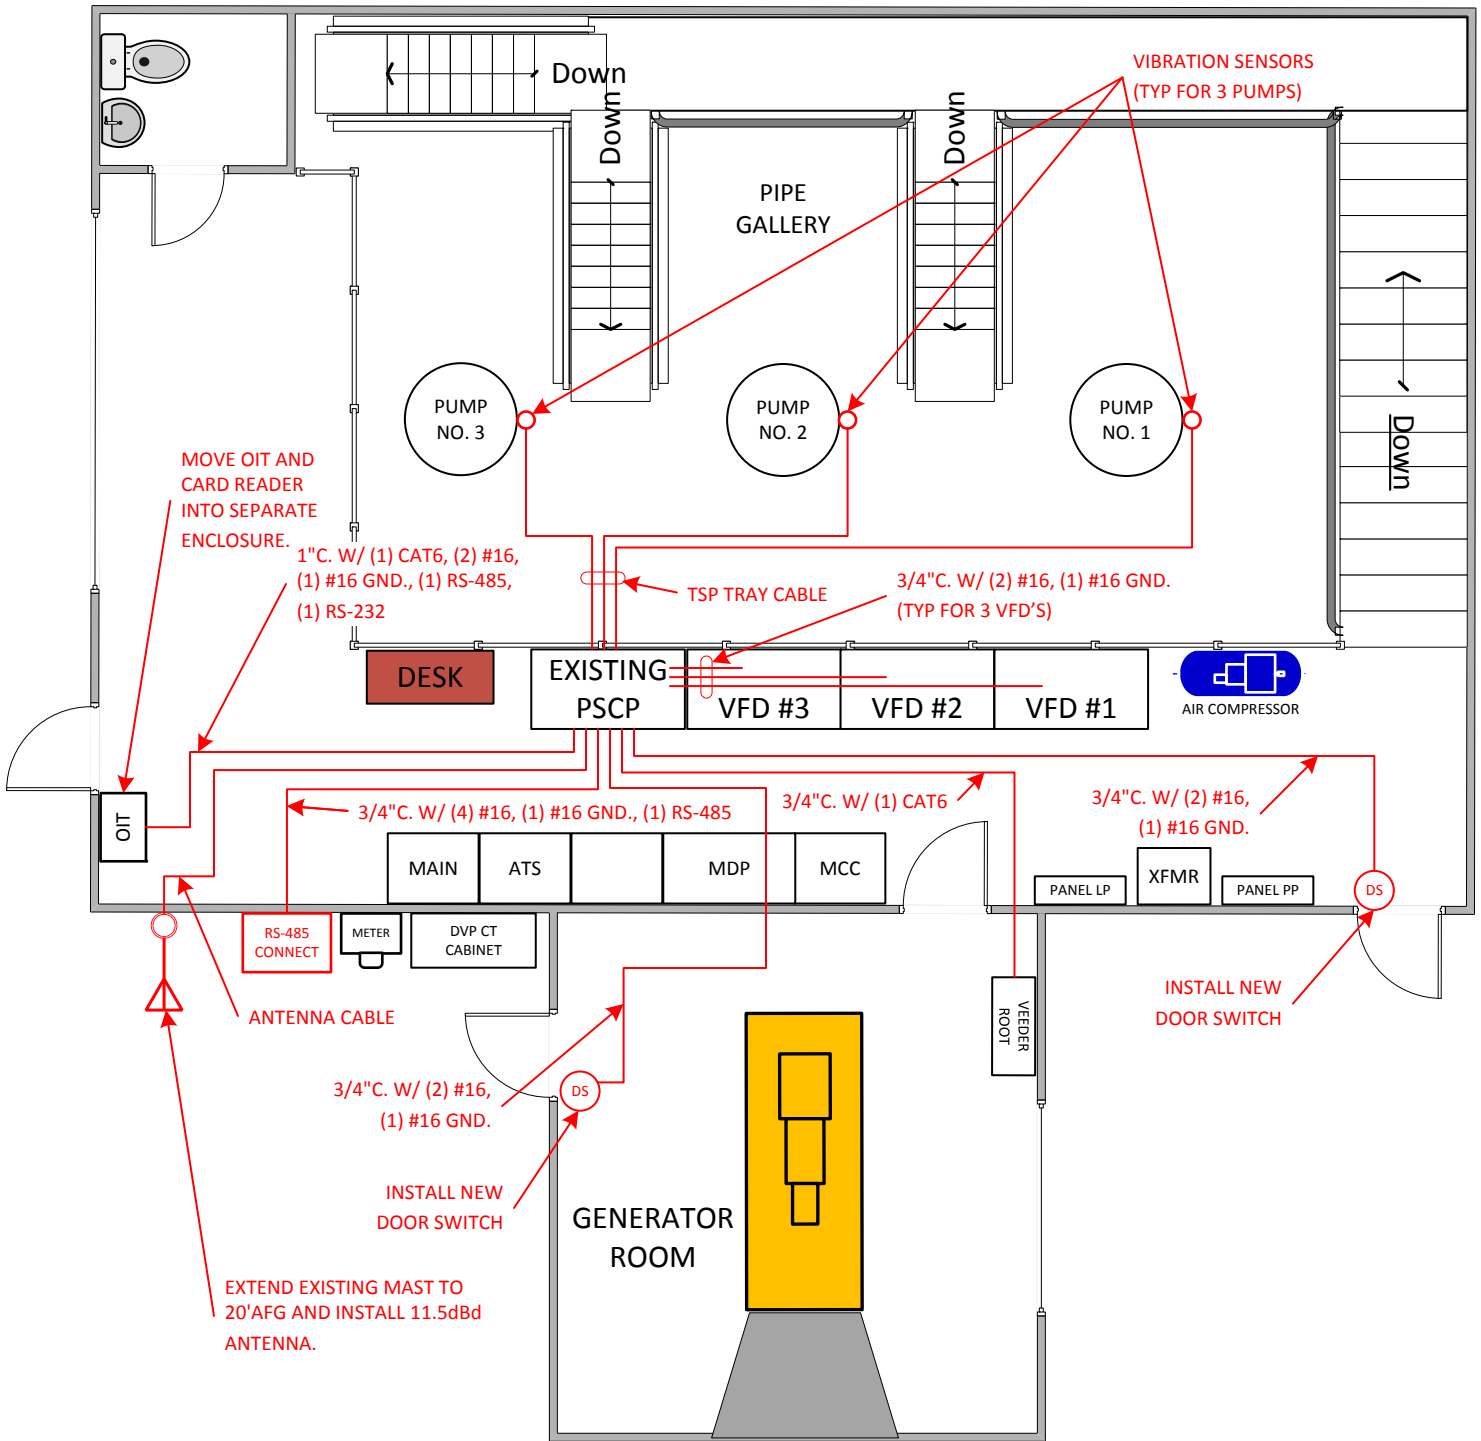 Down
VIBRATION SENSORS
(TYP FOR 3 PUMPS)
Down
Down
PIPE
GALLERY
PUMP
NO. 3
PUMP
NO. 2
PUMP
NO. 1
Down
MOVE OIT AND
CARD READER
INTO SEPARATE
ENCLOSURE.
1"C. W/ (1) CAT6, (2) #16,
(1) #16 GND., (1) RS-485,
(1) RS-232
TSP TRAY CABLE
3/4"C. W/ (2) #16, (1) #16 GND.
(TYP FOR 3 VFD'S)
DESK
EXISTING
PSCP
VFD #3
VFD #2
VFD #1
AIR COMPRESSOR
OIT
3/4"C. W/ (4) #16, (1) #16 GND., (1) RS-485
3/4"C. W/ (1) CAT6
3/4"C. W/ (2) #16,
(1) #16 GND.
MAIN
ATS
MDP
MCC
PANEL LP
XFMR
PANEL PP
DS
RS-485
CONNECT
METER
DVP CT
CABINET
INSTALL NEW
DOOR SWITCH
ANTENNA CABLE
VEEDER
ROOT
3/4"C. W/ (2) #16,
(1) #16 GND.
DS
INSTALL NEW
DOOR SWITCH
GENERATOR
ROOM
EXTEND EXISTING MAST TO
20'AFG AND INSTALL 11.5dBd
ANTENNA.